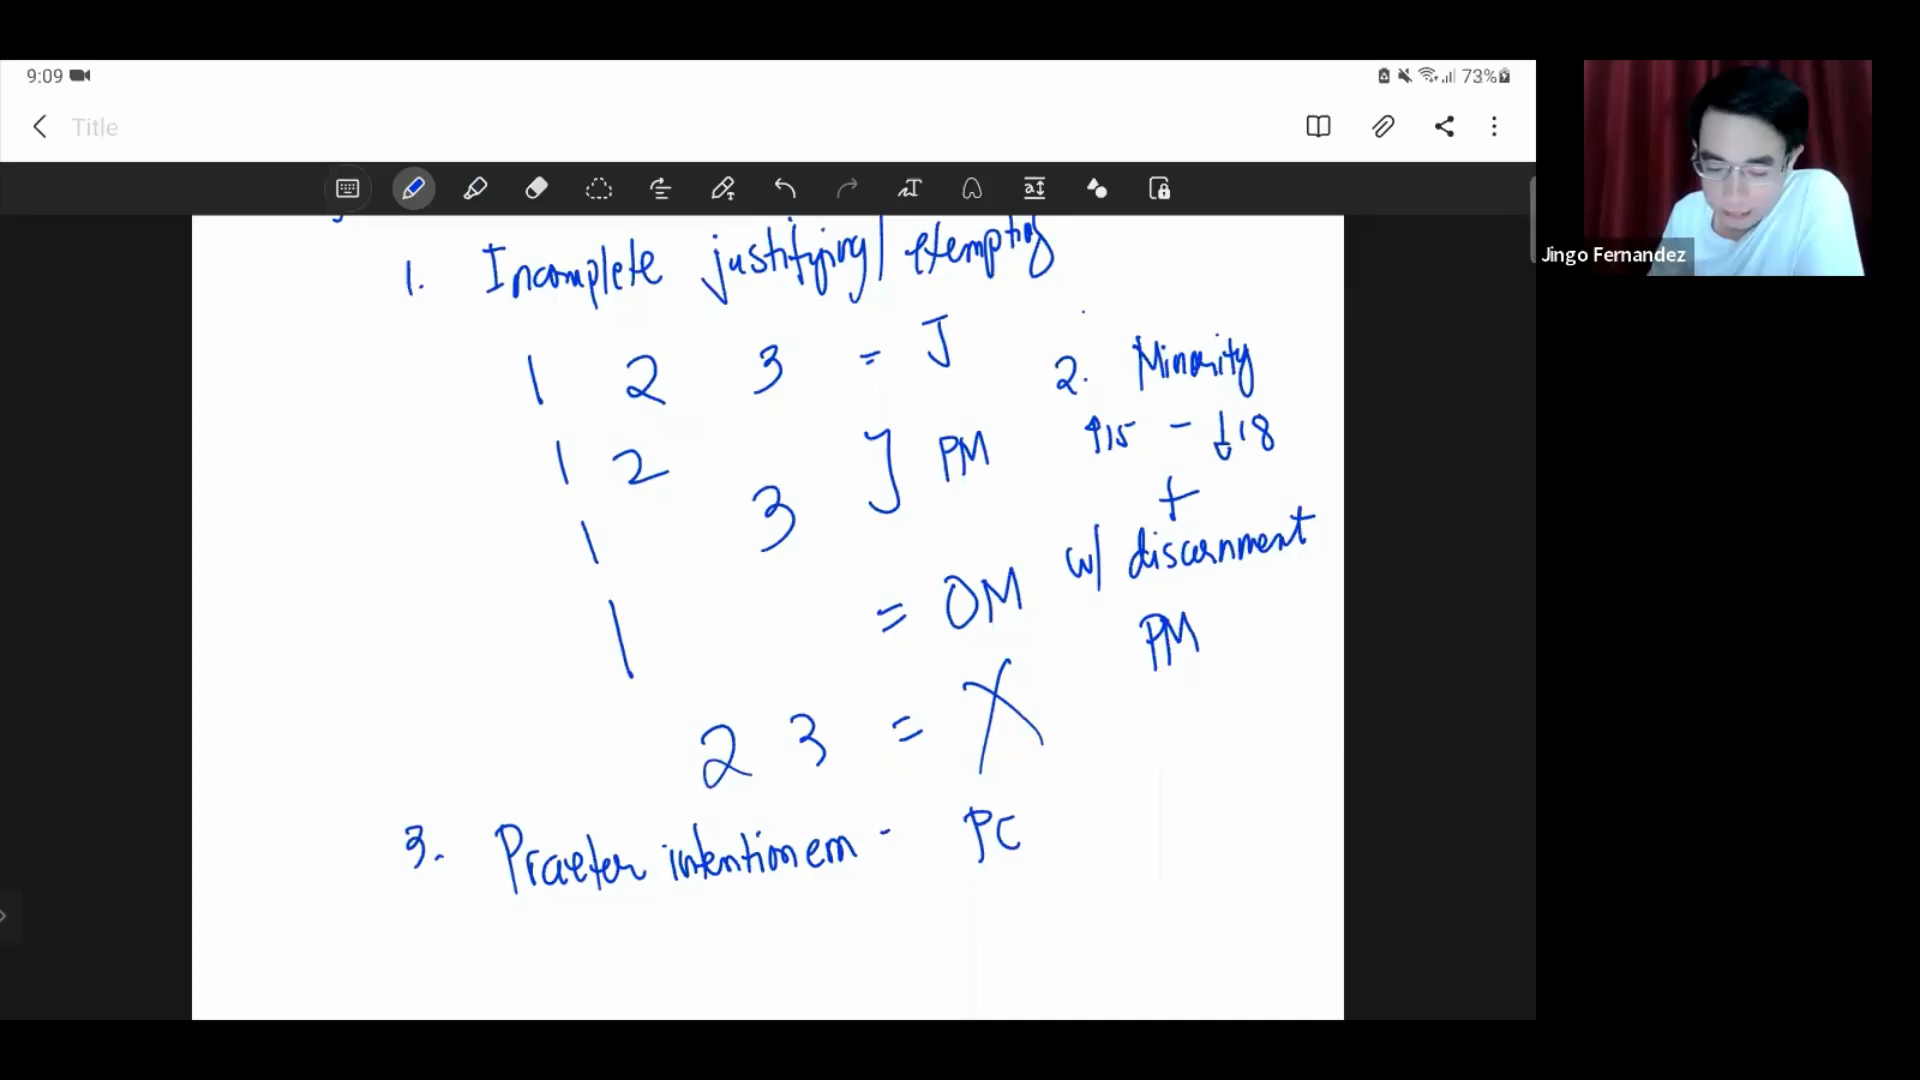 9:09
73%
Title
Jingo Fernandez
1. Incomplete justifying/exempting
1 2 3 = J
1 2
1 3 ] PM
1 = OM
2 3 = X
2. Minority
↑15 - ↓18
+
w/ discernment
PM
3. Praeter intentionem - PC